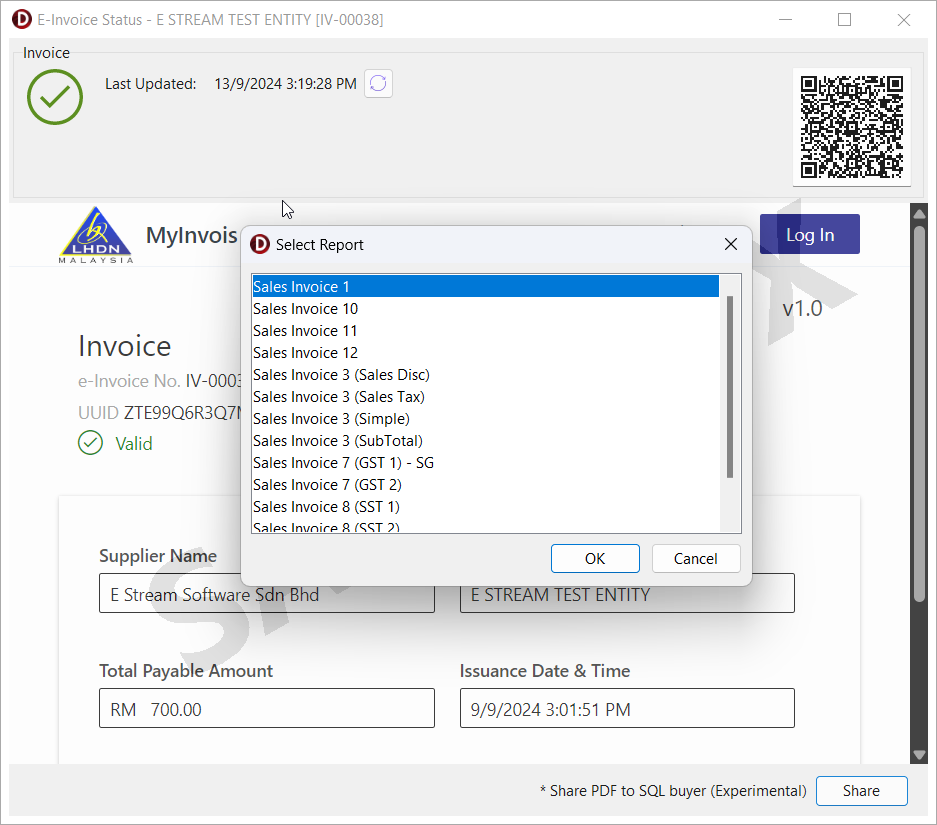 E-Invoice Status - E STREAM TEST ENTITY [IV-00038]
Invoice
Last Updated: 13/9/2024 3:19:28 PM
LHDN
MALAYSIA
MyInvois
Log In
v1.0
Select Report
Sales Invoice 1
Sales Invoice 10
Sales Invoice 11
Sales Invoice 12
Sales Invoice 3 (Sales Disc)
Sales Invoice 3 (Sales Tax)
Sales Invoice 3 (Simple)
Sales Invoice 3 (SubTotal)
Sales Invoice 7 (GST 1) - SG
Sales Invoice 7 (GST 2)
Sales Invoice 8 (SST 1)
Sales Invoice 8 (SST 2)
OK
Cancel
Invoice
e-Invoice No. IV-0003
UUID ZTE99Q6R3Q7
Valid
Supplier Name
E Stream Software Sdn Bhd
E STREAM TEST ENTITY
Total Payable Amount
Issuance Date & Time
RM 700.00
9/9/2024 3:01:51 PM
* Share PDF to SQL buyer (Experimental)
Share